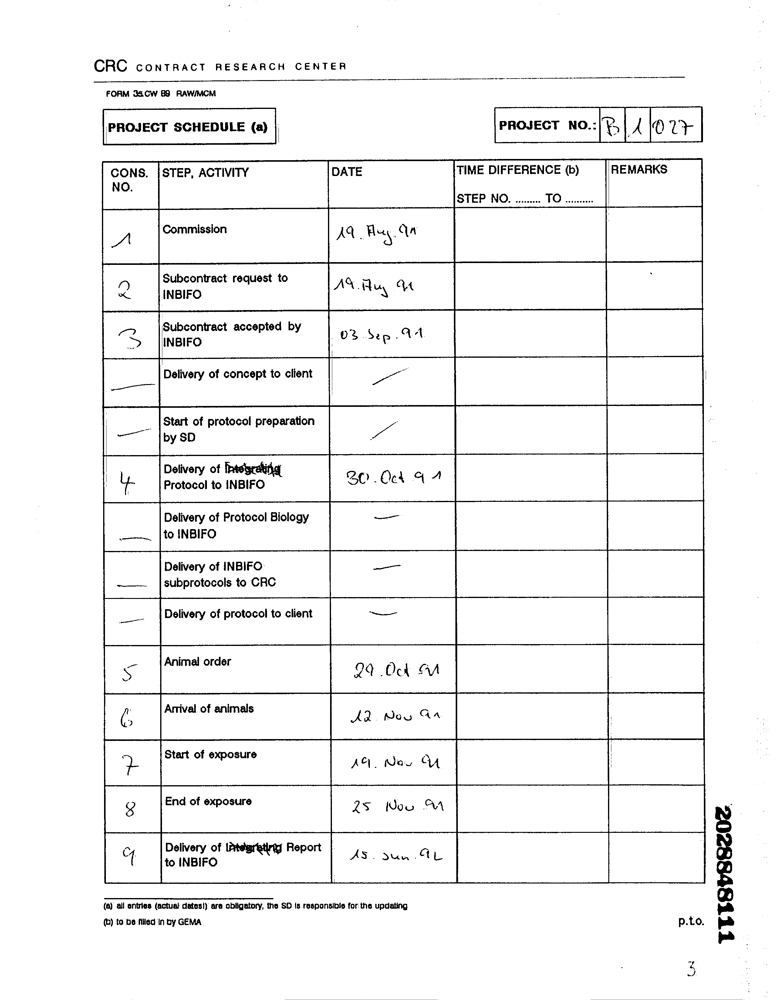 CRC CONTRACT RESEARCH CENTER
FORM 3a.CW 89 RAW/MCM
PROJECT SCHEDULE (a)
PROJECT NO.: B 1 027
CONS. NO. STEP, ACTIVITY DATE TIME DIFFERENCE (b) STEP NO. ......... TO .......... REMARKS
1 Commission 19. Aug. 91
2 Subcontract request to INBIFO 19. Aug 91
3 Subcontract accepted by INBIFO 03 Sep. 91
— Delivery of concept to client /
— Start of protocol preparation by SD /
4 Delivery of Integrating Protocol to INBIFO 30. Oct 91
— Delivery of Protocol Biology to INBIFO —
— Delivery of INBIFO subprotocols to CRC —
— Delivery of protocol to client —
5 Animal order 29. Oct 91
6 Arrival of animals 12 Nov 91
7 Start of exposure 19. Nov 91
8 End of exposure 25 Nov 91
9 Delivery of Integrating Report to INBIFO 15. Jun. 92
(a) all entries (actual dates!) are obligatory, the SD is responsible for the updating
(b) to be filled in by GEMA
p.t.o.
2028848111
3